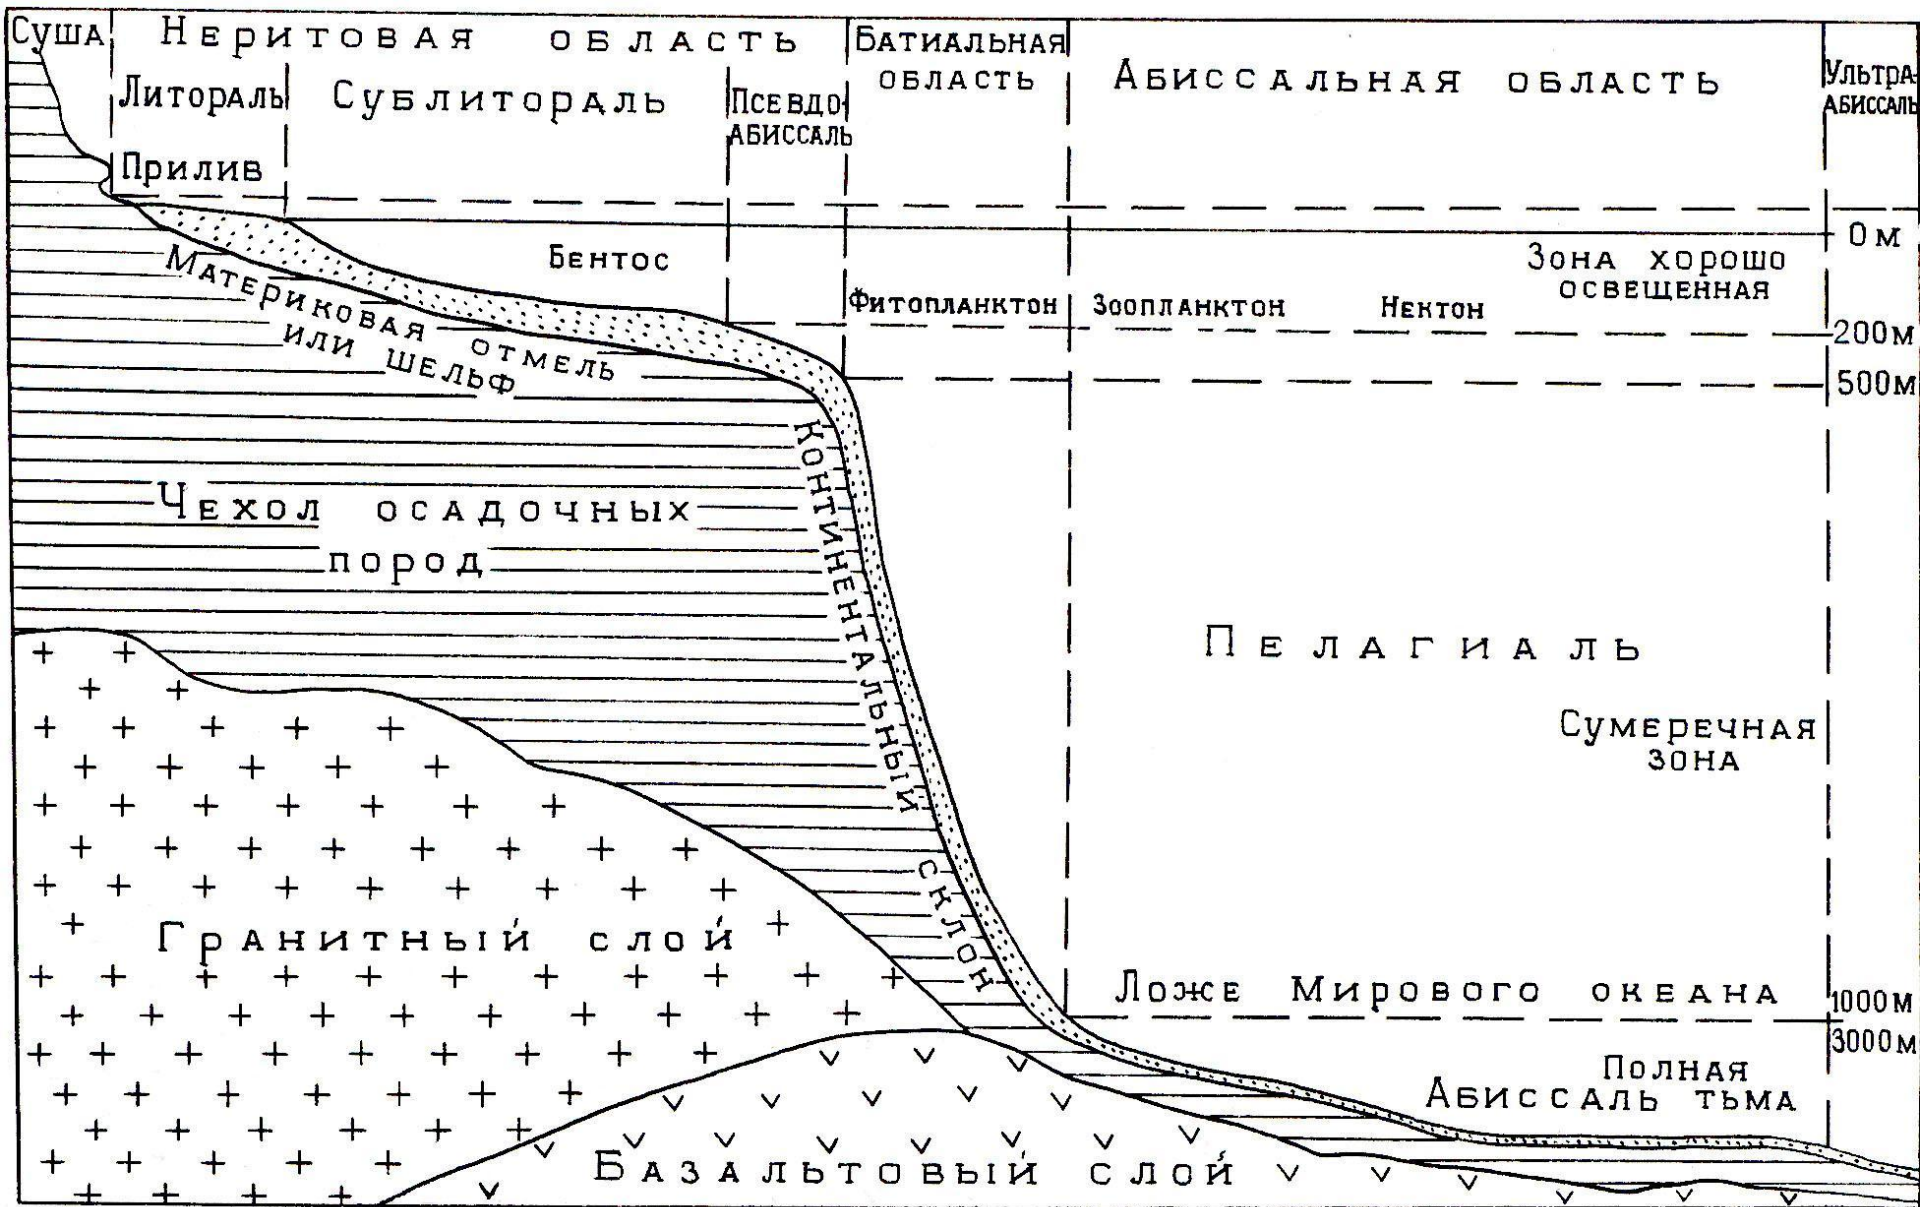 Суша
Неритовая область
Батиальная
область
Абиссальная область
Ультра-
абиссаль
Литораль
Сублитораль
Псевдо-
абиссаль
Прилив
0 м
Бентос
Зона хорошо
освещенная
Фитопланктон
Зоопланктон
Нектон
200м
500м
Материковая отмель
или шельф
Континентальный склон
Чехол осадочных
пород
Пелагиаль
Сумеречная
зона
Гранитный слой
Ложе Мирового океана
1000м
3000м
Полная
Абиссаль тьма
Базальтовый слой